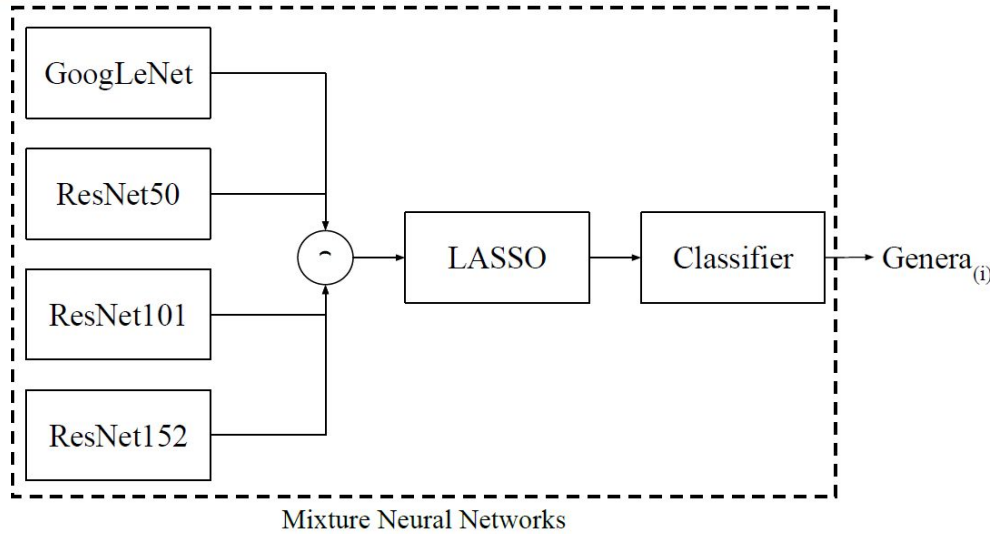 GoogLeNet
ResNet50
ResNet101
ResNet152
⌢
LASSO
Classifier
Genera(i)
Mixture Neural Networks